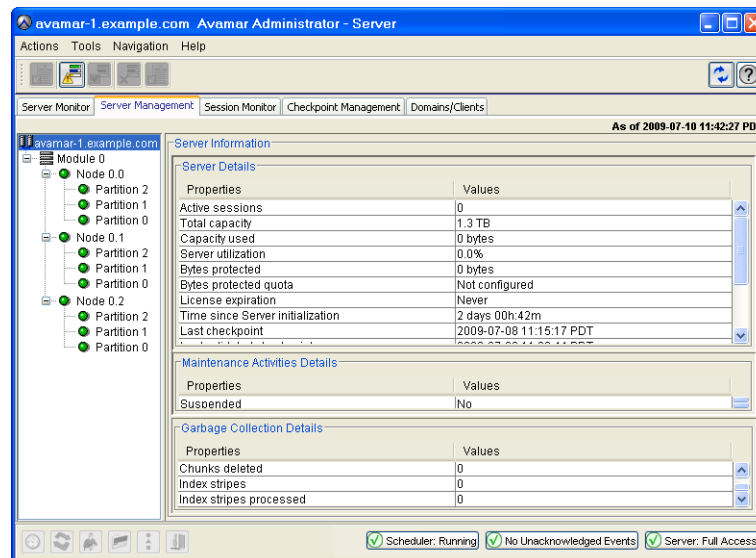 avamar-1.example.com Avamar Administrator - Server
Actions Tools Navigation Help
Server Monitor Server Management Session Monitor Checkpoint Management Domains/Clients
As of 2009-07-10 11:42:27 PD
avamar-1.example.com
Module 0
Node 0.0
Partition 2
Partition 1
Partition 0
Node 0.1
Partition 2
Partition 1
Partition 0
Node 0.2
Partition 2
Partition 1
Partition 0
Server Information
Server Details
Properties Values
Active sessions 0
Total capacity 1.3 TB
Capacity used 0 bytes
Server utilization 0.0%
Bytes protected 0 bytes
Bytes protected quota Not configured
License expiration Never
Time since Server initialization 2 days 00h:42m
Last checkpoint 2009-07-08 11:15:17 PDT
Maintenance Activities Details
Properties Values
Suspended No
Garbage Collection Details
Properties Values
Chunks deleted 0
Index stripes 0
Index stripes processed 0
Scheduler: Running No Unacknowledged Events Server: Full Access